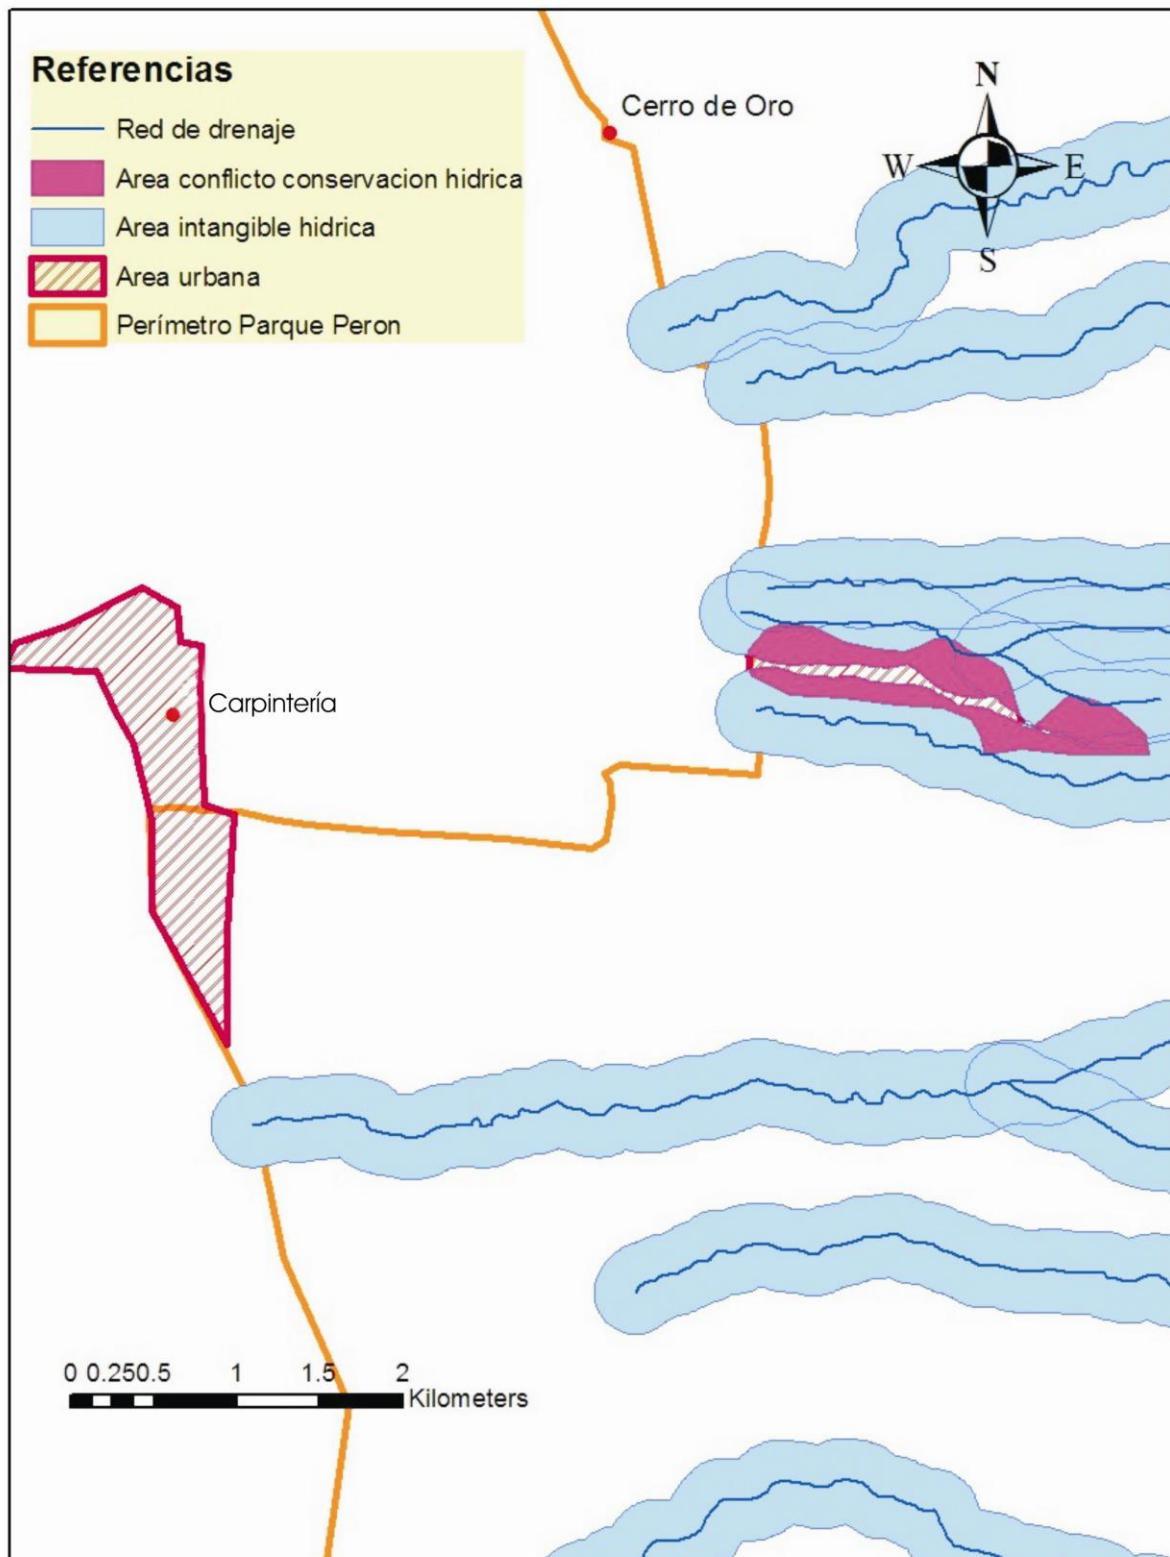 Referencias
Red de drenaje
Area conflicto conservacion hidrica
Area intangible hidrica
Area urbana
Perímetro Parque Peron
Cerro de Oro
N
W
E
S
Carpintería
0 0.250.5 1 1.5 2
Kilometers